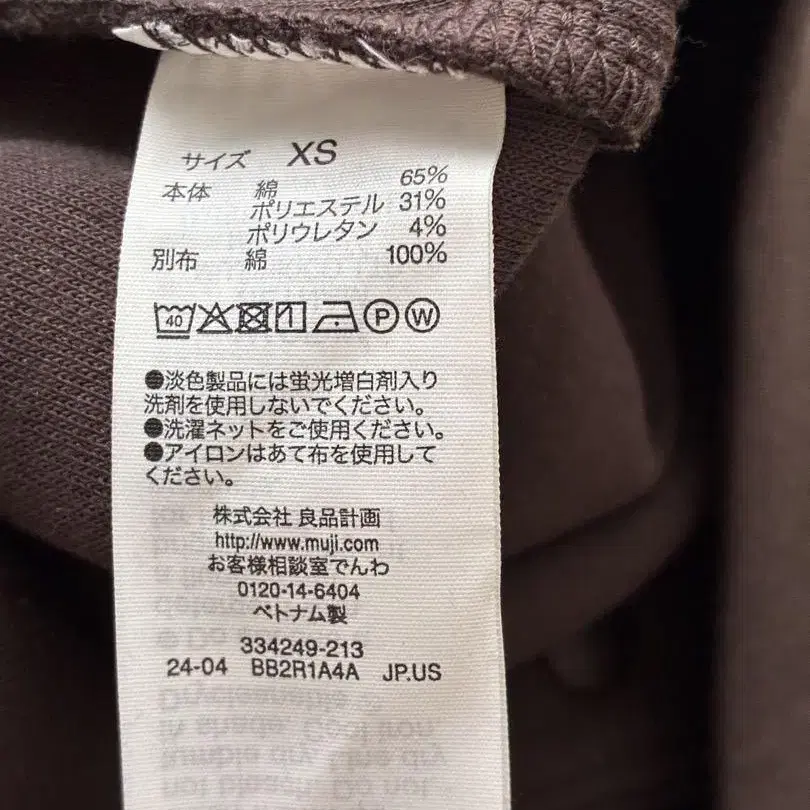 サイズ XS
本体 綿 65%
ポリエステル 31%
ポリウレタン 4%
別布 綿 100%
40 P W
●淡色製品には蛍光増白剤入り
洗剤を使用しないでください。
●洗濯ネットをご使用ください。
●アイロンはあて布を使用して
ください。
株式会社 良品計画
http://www.muji.com
お客様相談室でんわ
0120-14-6404
ベトナム製
334249-213
24-04 BB2R1A4A JP.US